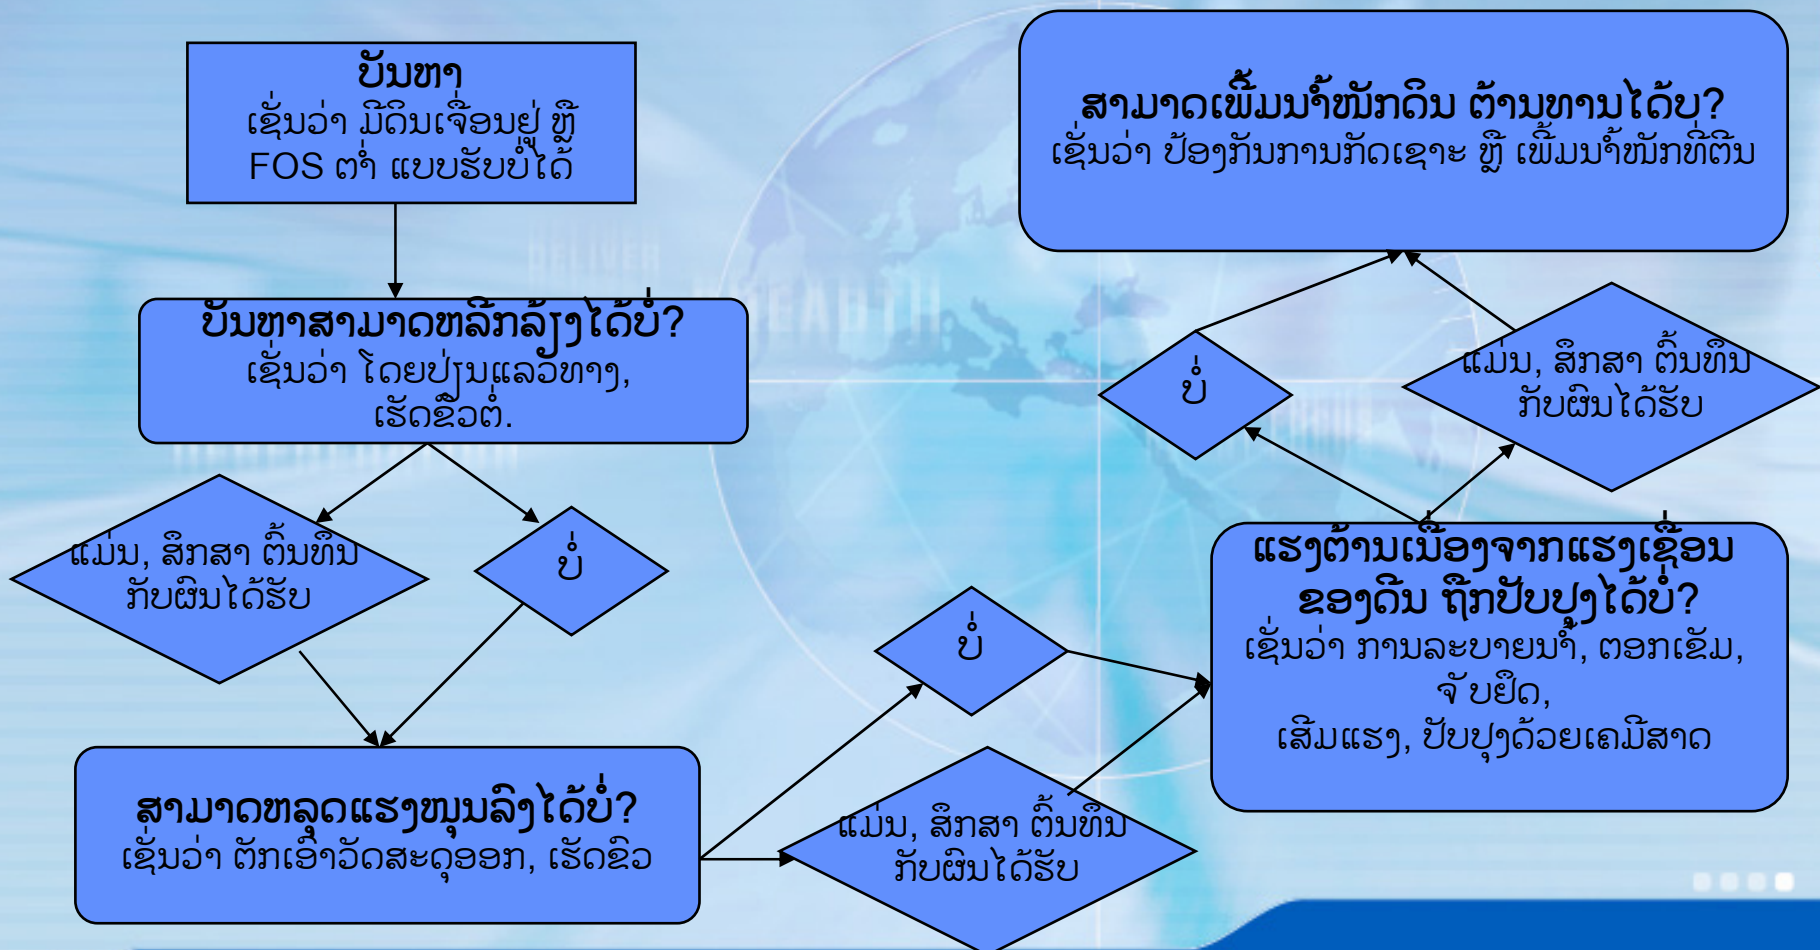 ບັນຫາ
ເຊັ່ນວ່າ ມີດິນເຈື່ອນຢູ່ ຫຼື
FOS ຕ່ຳ ແບບຮັບບໍ່ໄດ້
ບັນຫາສາມາດຫລີກລ້ຽງໄດ້ບໍ່?
ເຊັ່ນວ່າ ໂດຍປ່ຽນແລວທາງ,
ເຮັດຂົວຕໍ່.
ແມ່ນ, ສຶກສາ ຕົ້ນທຶນ
ກັບຜົນໄດ້ຮັບ
ບໍ່
ສາມາດຫລຸດແຮງໜູນລົງໄດ້ບໍ່?
ເຊັ່ນວ່າ ຕັກເອົາວັດສະດຸອອກ, ເຮັດຂົວ
ບໍ່
ແມ່ນ, ສຶກສາ ຕົ້ນທຶນ
ກັບຜົນໄດ້ຮັບ
ແຮງຕ້ານເນື່ອງຈາກແຮງເຊື່ອນ
ຂອງດິນ ຖືກປັບປຸງໄດ້ບໍ່?
ເຊັ່ນວ່າ ການລະບາຍນ້ຳ, ຕອກເຂັມ,
ຈັບຢຶດ,
ເສີມແຮງ, ປັບປຸງດ້ວຍເຄມີສາດ
ບໍ່
ແມ່ນ, ສຶກສາ ຕົ້ນທຶນ
ກັບຜົນໄດ້ຮັບ
ສາມາດເພີ້ມນ້ຳໜັກດິນ ຕ້ານທານໄດ້ບໍ?
ເຊັ່ນວ່າ ປ້ອງກັນການກັດເຊາະ ຫຼື ເພີ້ມນ້ຳໜັກທີ່ຕີນ
DELIVER
BREADTH